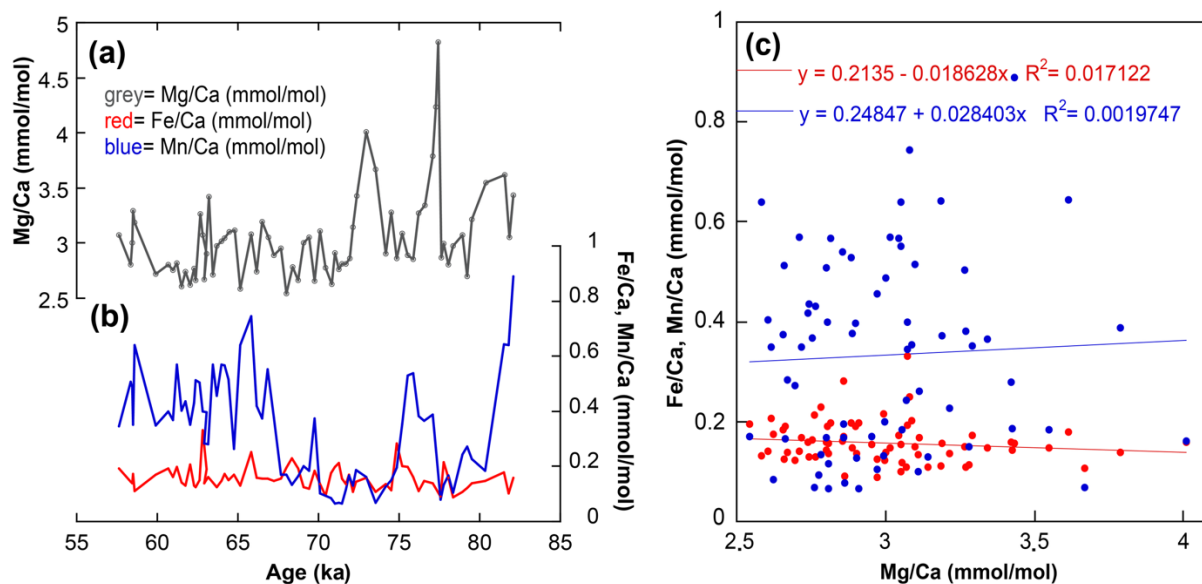 (a)
grey= Mg/Ca (mmol/mol)
red= Fe/Ca (mmol/mol)
blue= Mn/Ca (mmol/mol)
Mg/Ca (mmol/mol)
5
4.5
4
3.5
3
2.5
(b)
Fe/Ca, Mn/Ca (mmol/mol)
1
0.8
0.6
0.4
0.2
0
55
60
65
70
75
80
85
Age (ka)
(c)
y = 0.2135 - 0.018628x R²= 0.017122
y = 0.24847 + 0.028403x R²= 0.0019747
Fe/Ca, Mn/Ca (mmol/mol)
1
0.8
0.6
0.4
0.2
0
2.5
3
3.5
4
Mg/Ca (mmol/mol)